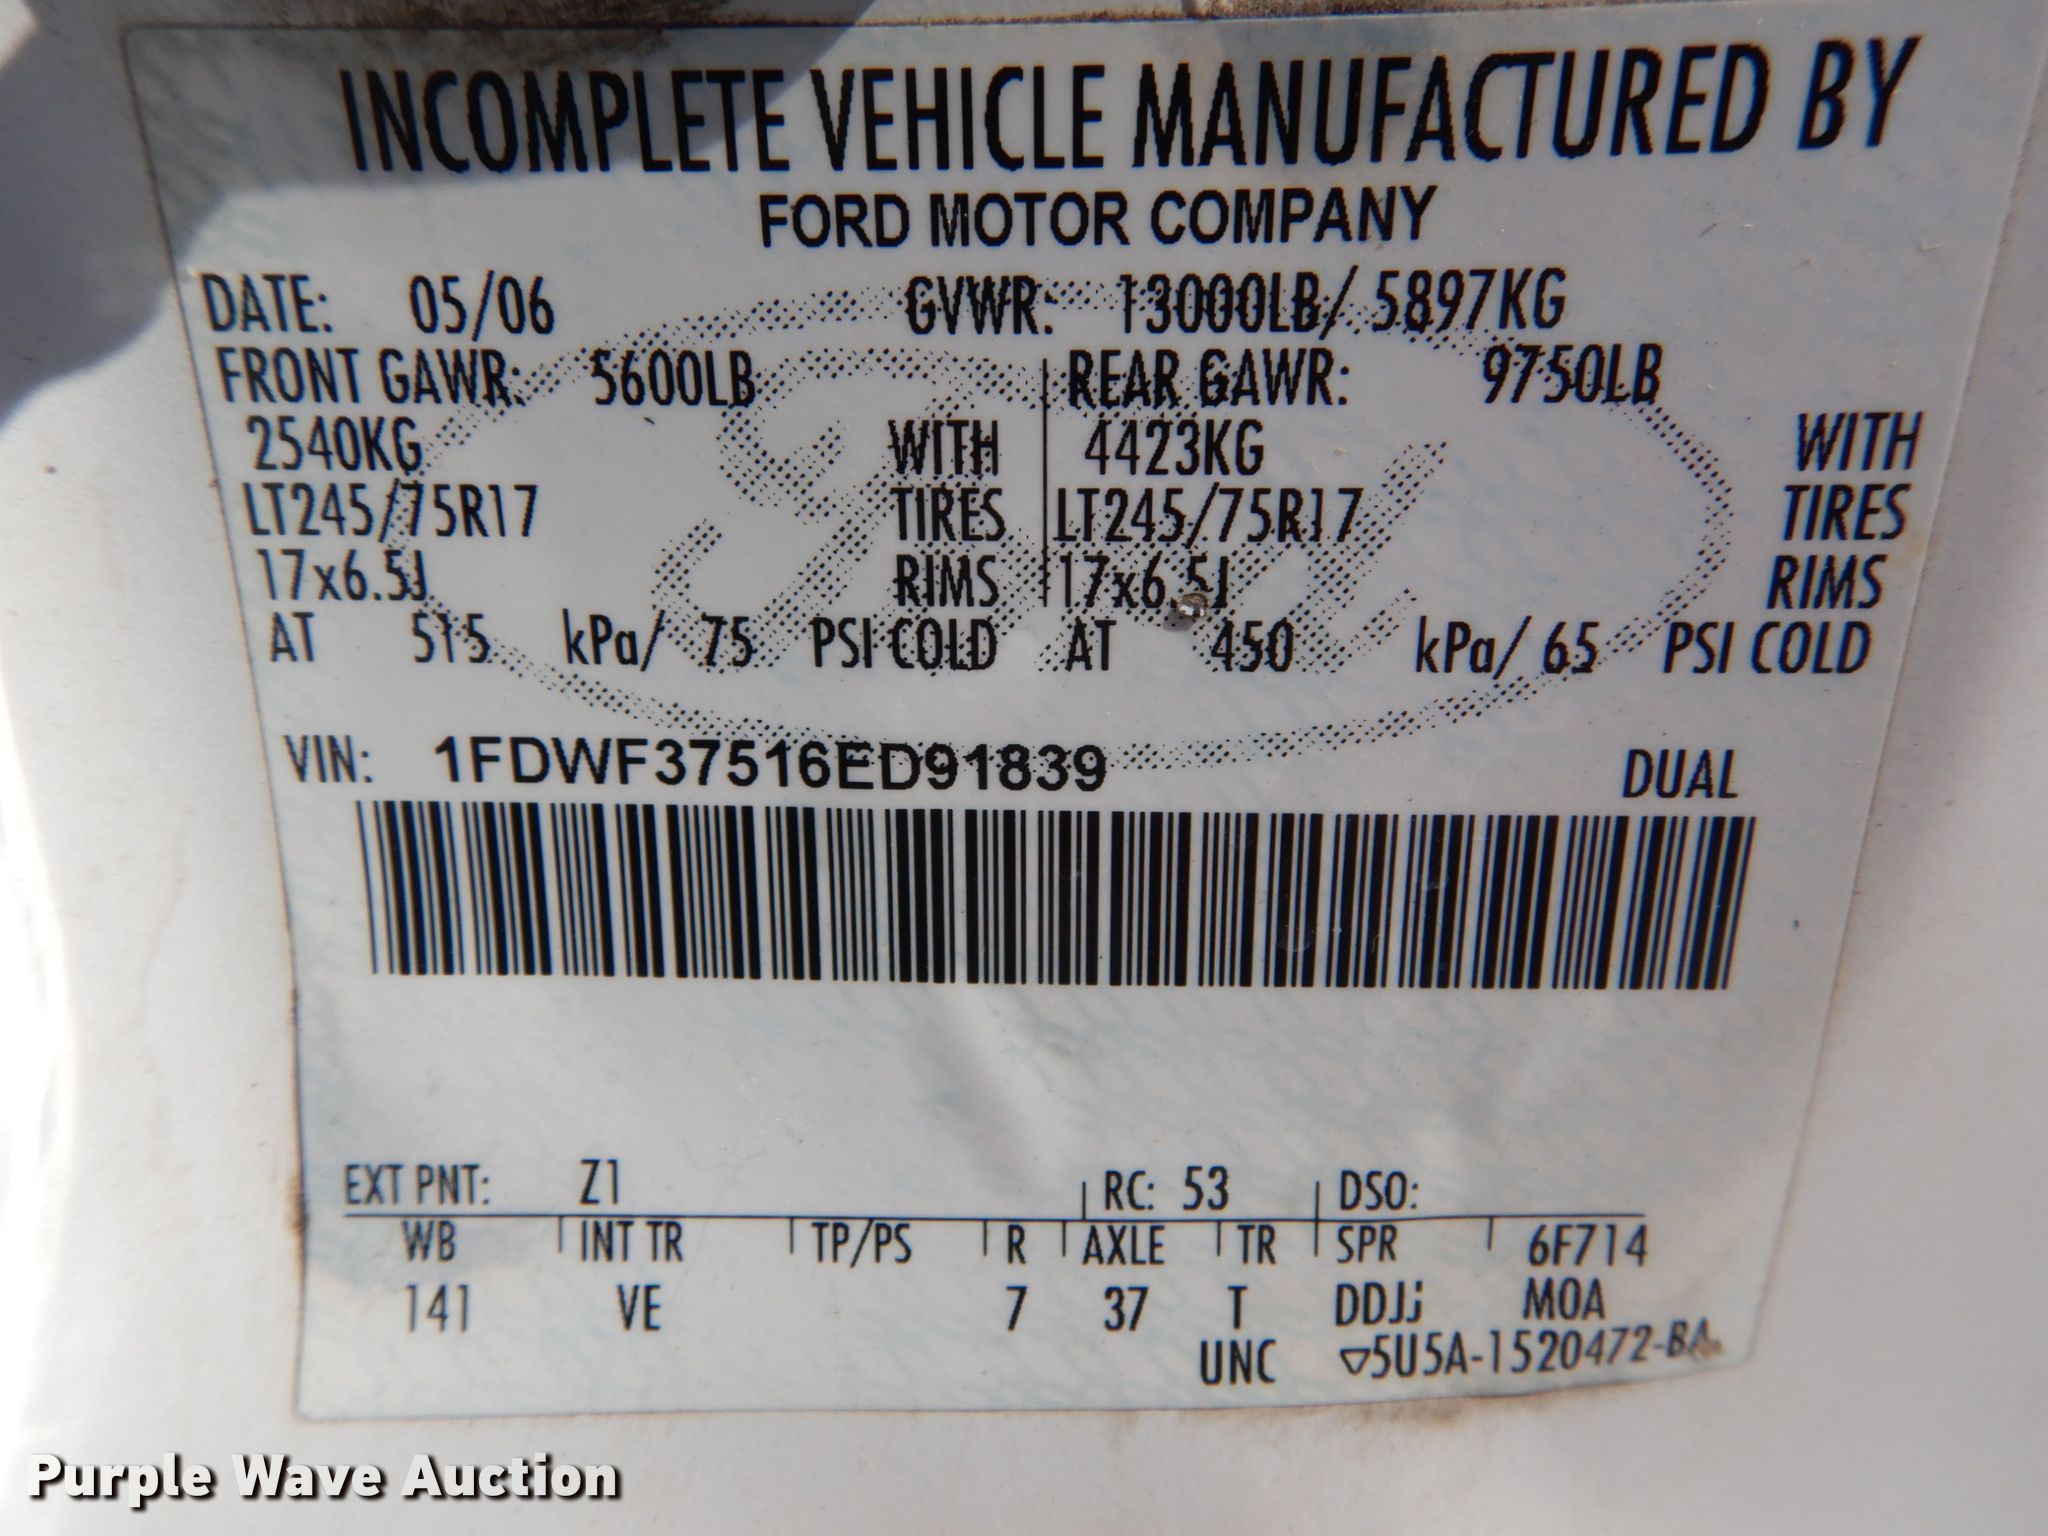 INCOMPLETE VEHICLE MANUFACTURED BY
FORD MOTOR COMPANY
DATE: 05/06 GVWR: 13000LB/ 5897KG
FRONT GAWR: 5600LB REAR GAWR: 9750LB
2540KG WITH 4423KG WITH
LT245/75R17 TIRES LT245/75R17 TIRES
17x6.5J RIMS 17x6.5J RIMS
AT 515 kPa/ 75 PSI COLD AT 450 kPa/ 65 PSI COLD
VIN: 1FDWF37516ED91839 DUAL
EXT PNT: Z1 RC: 53 DSO:
WB INT TR TP/PS R AXLE TR SPR 6F714
141 VE 7 37 T DDJj MOA
UNC ▽5U5A-1520472-BA
Purple Wave Auction